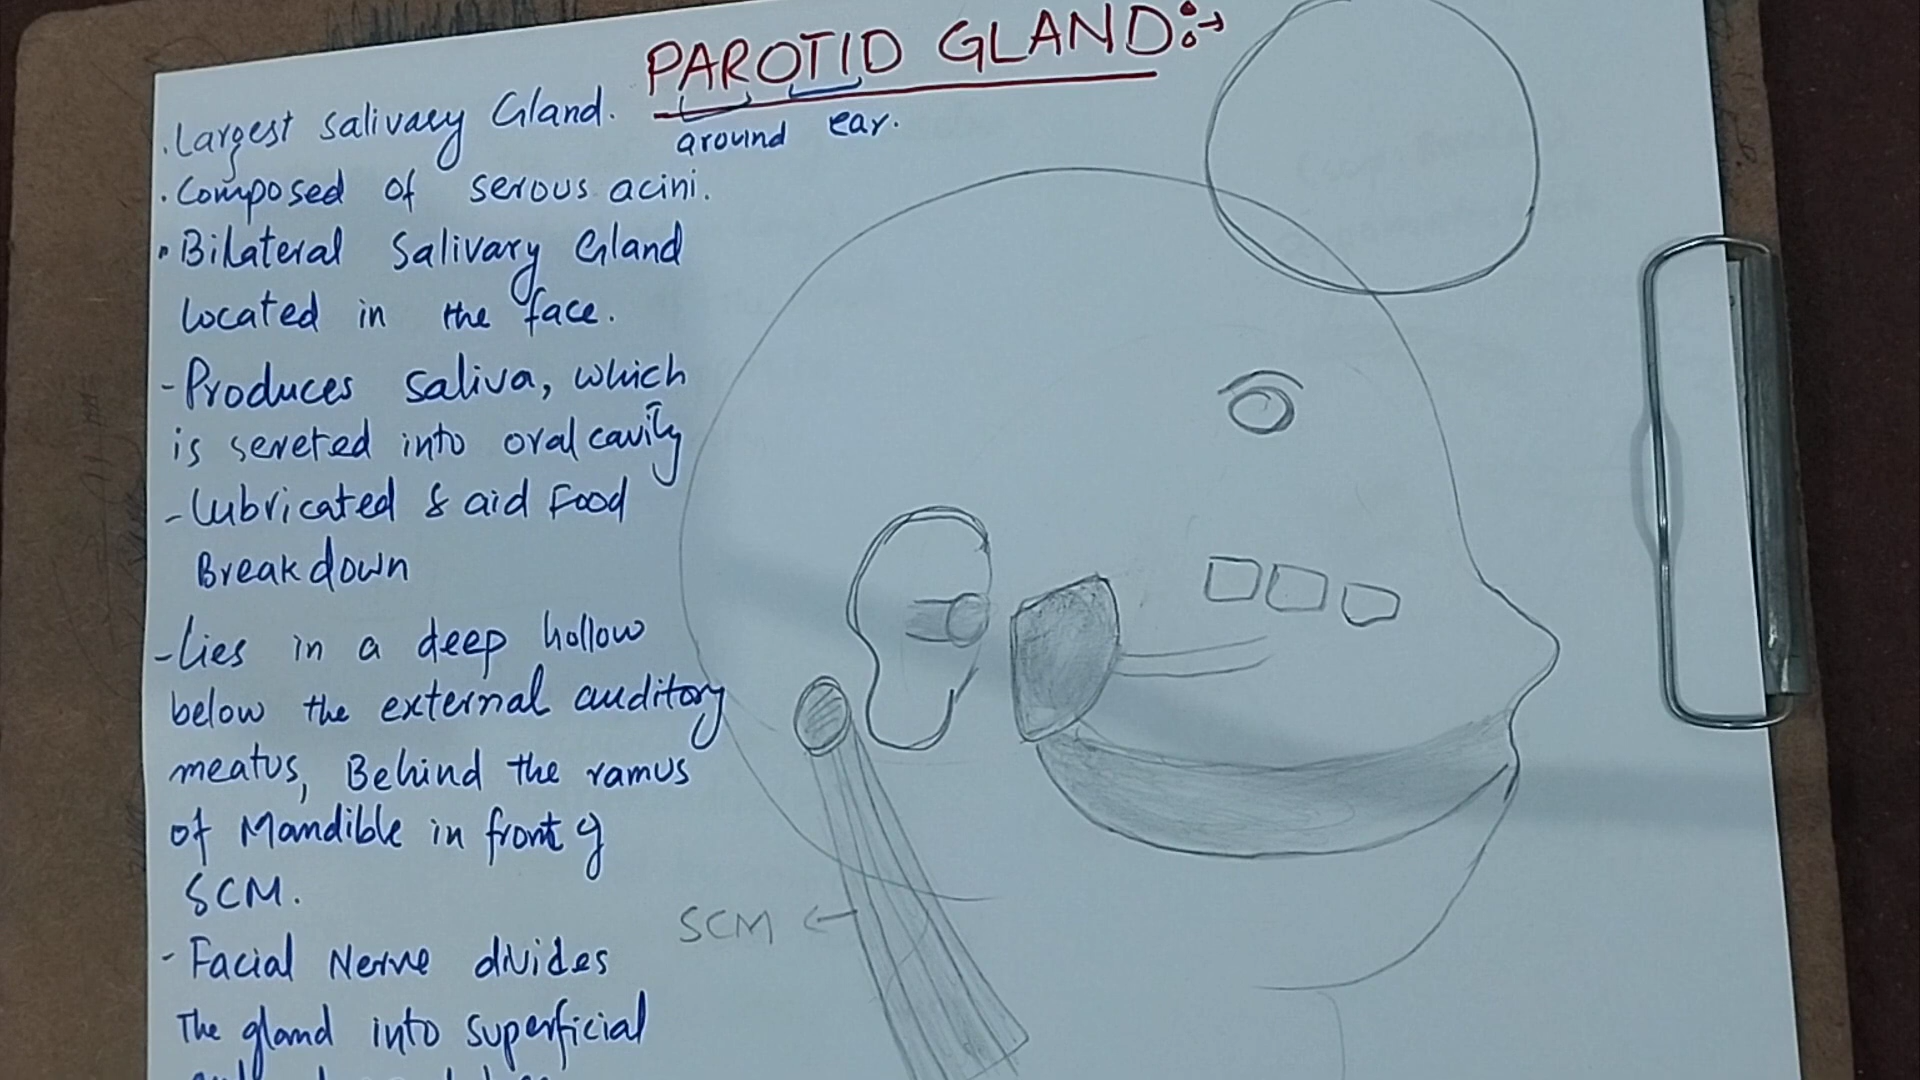 PAROTID GLAND:→
around ear.
. Largest salivary Gland.
. Composed of serous acini.
• Bilateral Salivary Gland
located in the face.
- Produces saliva, which
is sereted into oral cavity
- Lubricated & aid Food
Breakdown
- Lies in a deep hollow
below the external auditory
meatus, Behind the ramus
of Mandible in front of
SCM.
- Facial Nerve divides
The gland into superficial
SCM ←